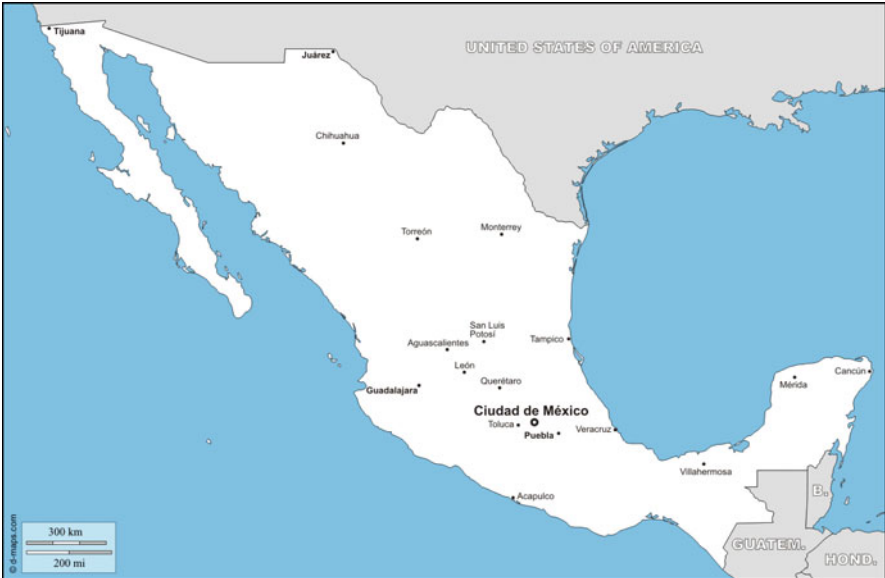 Tijuana
Juárez
UNITED STATES OF AMERICA
Chihuahua
Torreón
Monterrey
San Luis
Potosí
Tampico
Aguascalientes
León
Guadalajara
Querétaro
Mérida
Cancún
Ciudad de México
Toluca
Puebla
Veracruz
Villahermosa
Acapulco
B.
GUATEM.
HOND.
300 km
200 mi
© d-maps.com